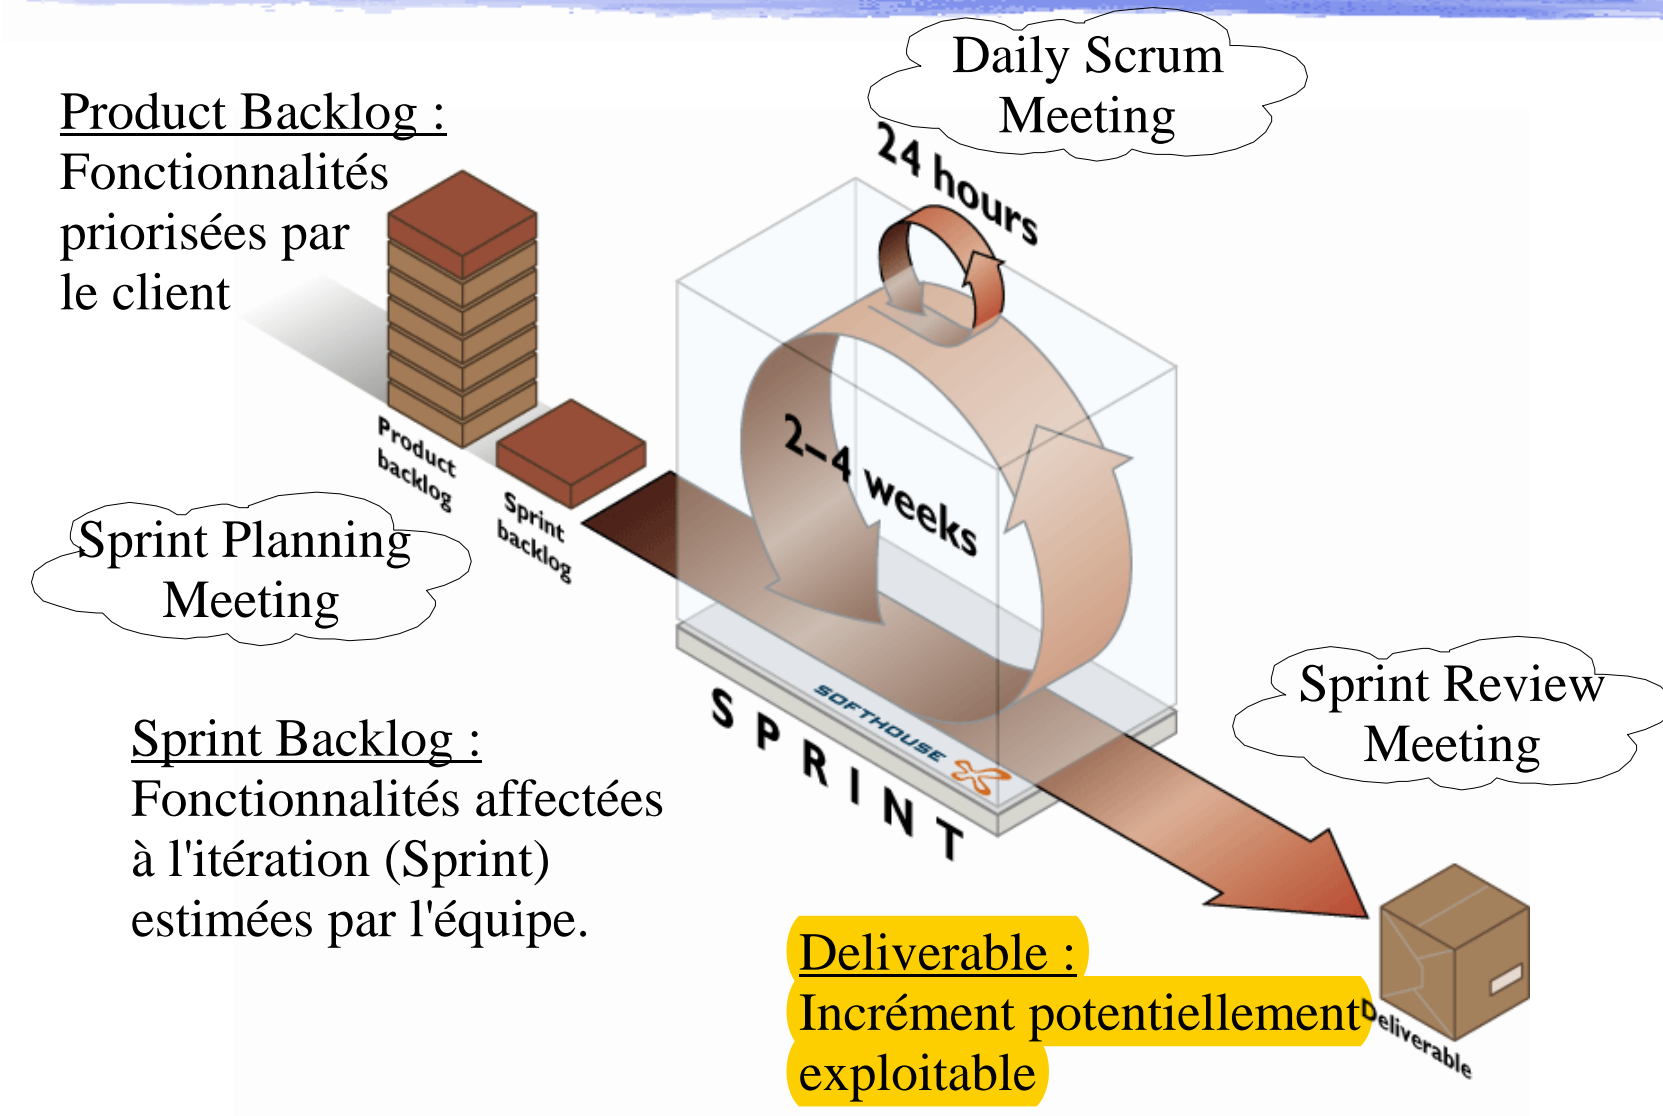 Daily Scrum
Meeting
Product Backlog :
Fonctionnalités
priorisées par
le client
24 hours
2–4 weeks
Product
backlog
Sprint
backlog
Sprint Planning
Meeting
SPRINT
SOFTHOUSE
Sprint Review
Meeting
Sprint Backlog :
Fonctionnalités affectées
à l'itération (Sprint)
estimées par l'équipe.
Deliverable :
Incrément potentiellement
exploitable
Deliverable